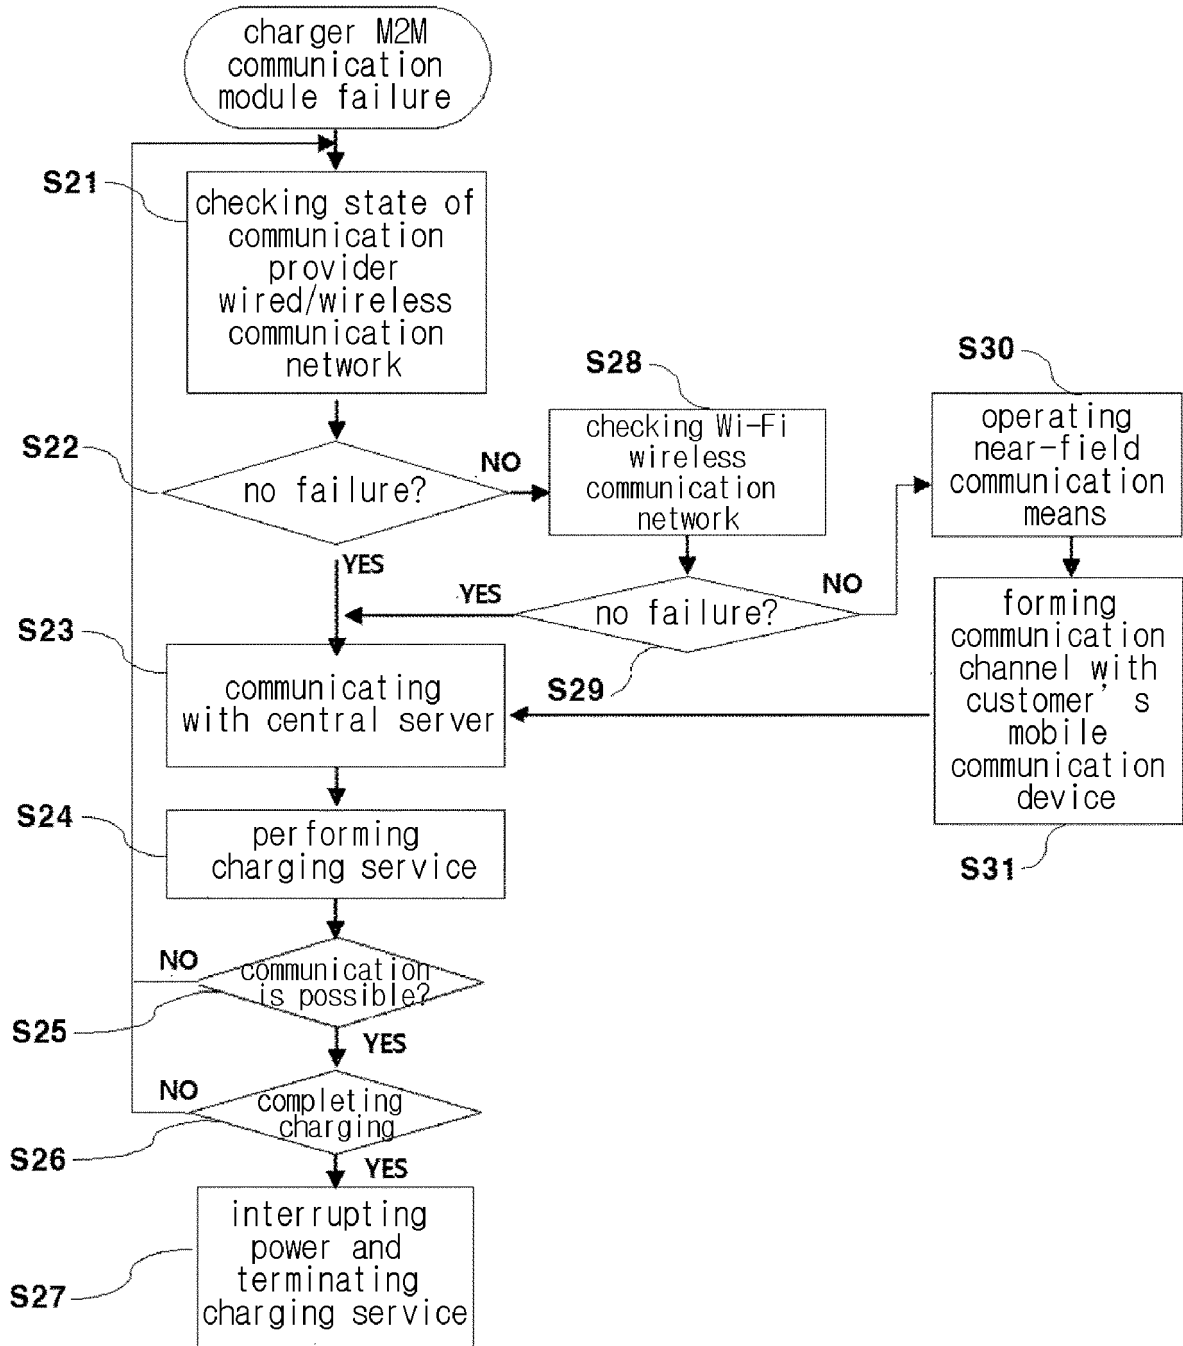 charger M2M
communication
module failure
S21
checking state of
communication
provider
wired/wireless
communication
network
S22
no failure?
NO
YES
S28
checking Wi-Fi
wireless
communication
network
S29
no failure?
YES
NO
S30
operating
near-field
communication
means
forming
communication
channel with
customer's
mobile
communication
device
S31
S23
communicating
with central server
S24
performing
charging service
NO
communication
is possible?
S25
YES
NO
completing
charging
S26
YES
interrupting
power and
terminating
charging service
S27